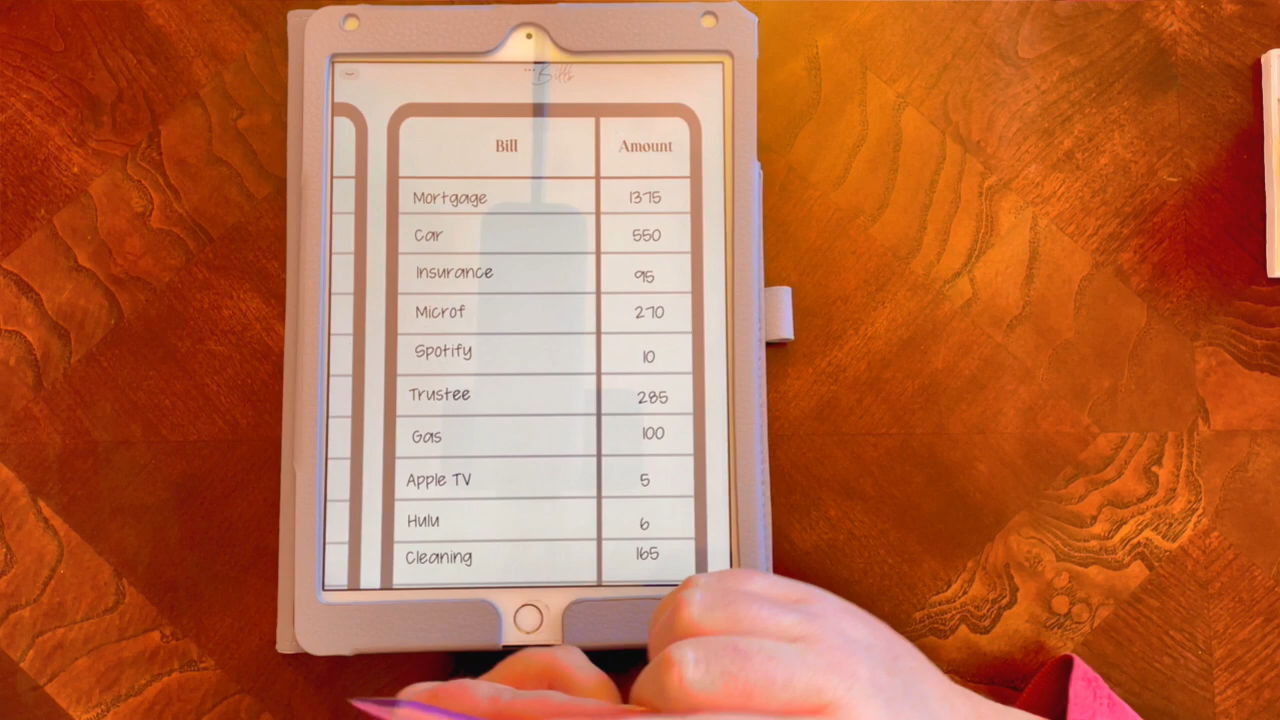 Bills
Bill Amount
Mortgage 1375
Car 550
Insurance 95
Microf 270
Spotify 10
Trustee 285
Gas 100
Apple TV 5
Hulu 6
Cleaning 165